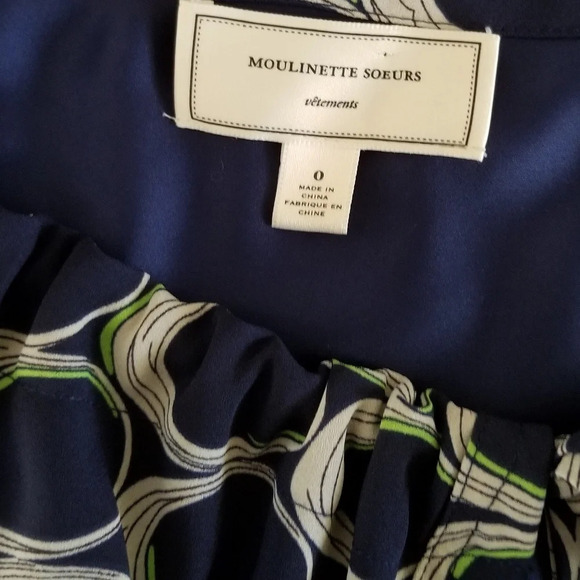 MOULINETTE SOEURS
vêtements
0
MADE IN
CHINA
FABRIQUE EN
CHINE